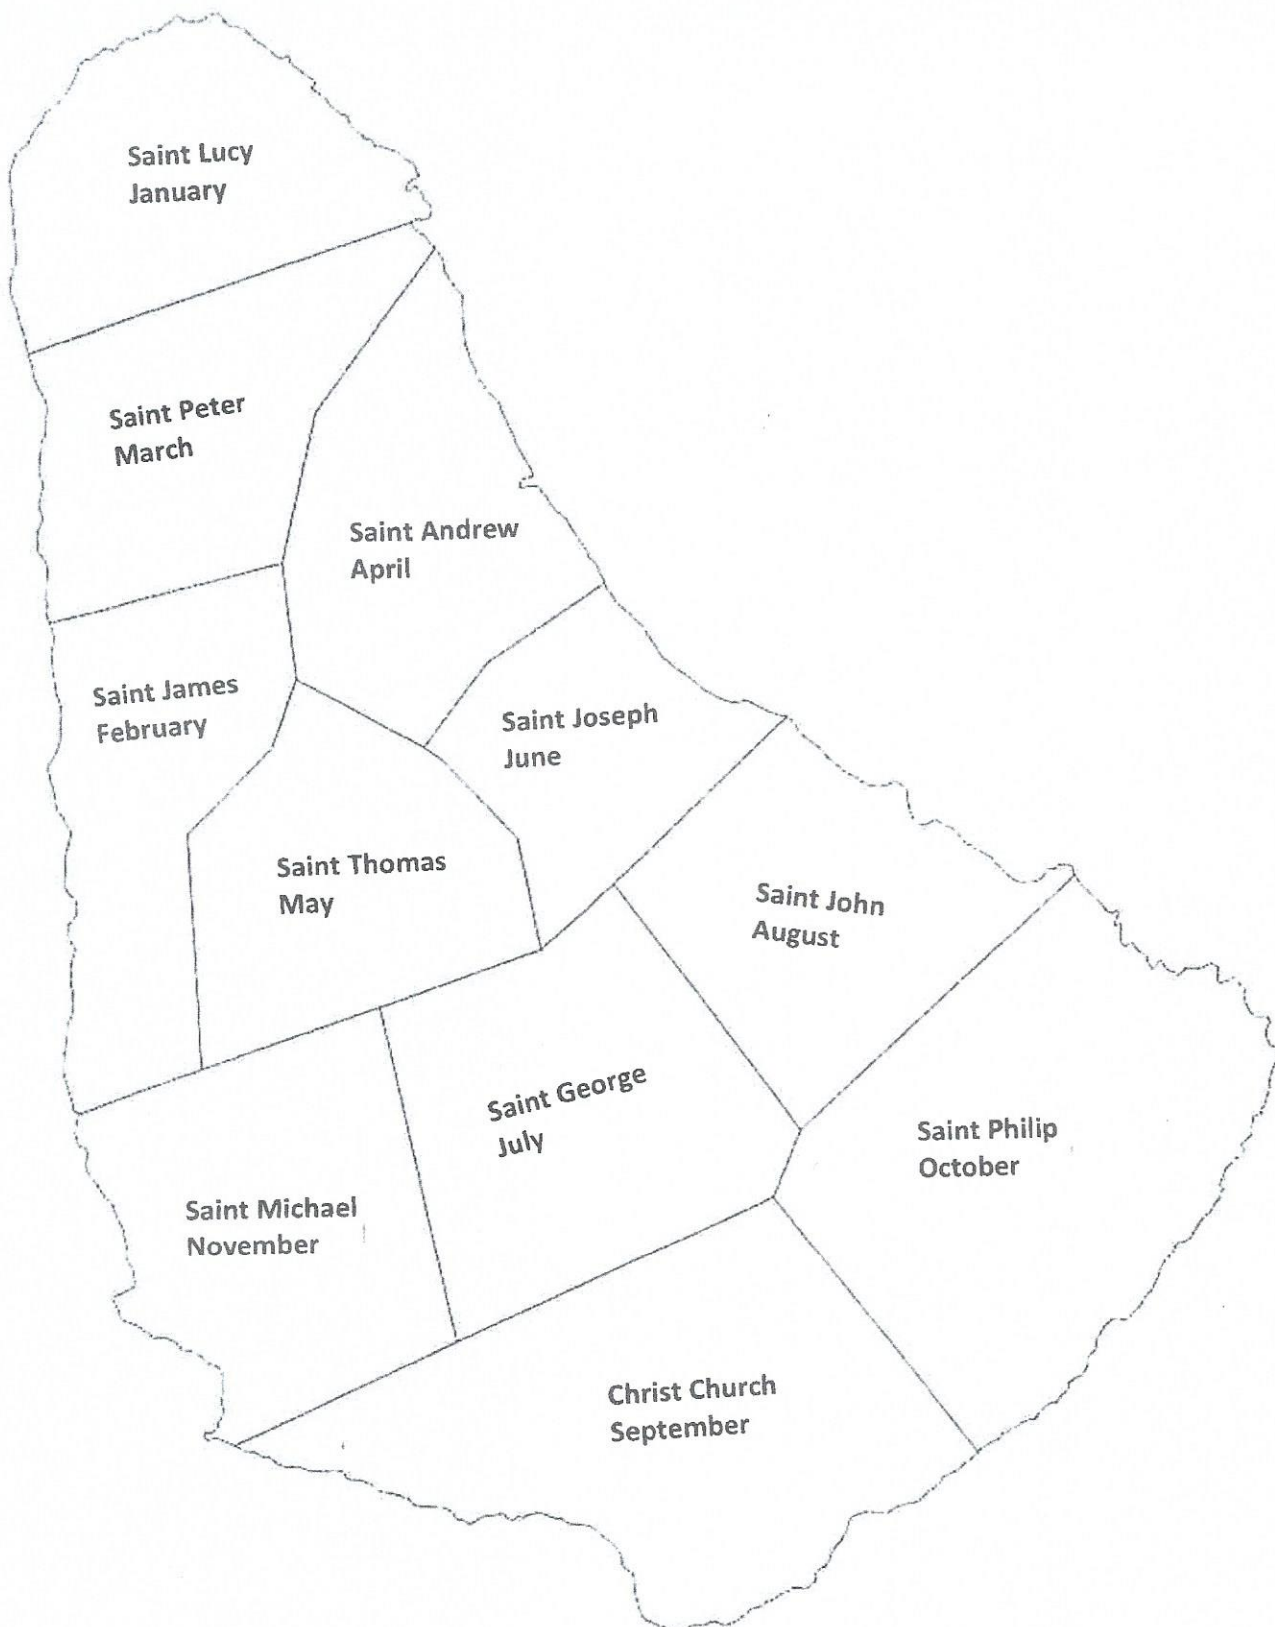 Saint Lucy
January
Saint Peter
March
Saint Andrew
April
Saint James
February
Saint Joseph
June
Saint Thomas
May
Saint John
August
Saint George
July
Saint Philip
October
Saint Michael
November
Christ Church
September